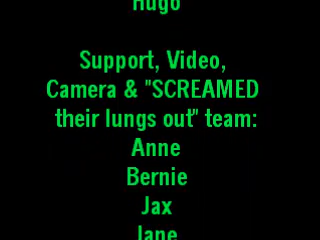 Hugo
Support, Video,
Camera & "SCREAMED
their lungs out" team:
Anne
Bernie
Jax
Jane